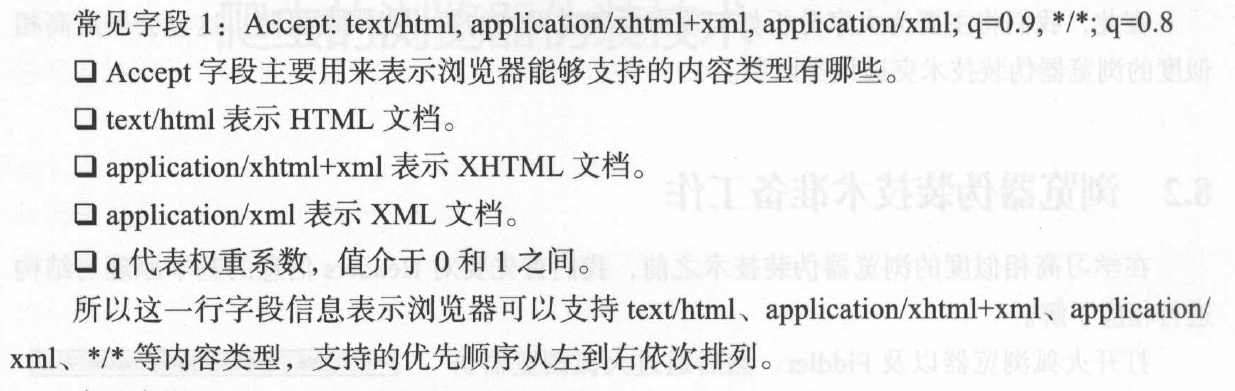 常见字段 1：Accept: text/html, application/xhtml+xml, application/xml; q=0.9, */*; q=0.8
❑ Accept 字段主要用来表示浏览器能够支持的内容类型有哪些。
❑ text/html 表示 HTML 文档。
❑ application/xhtml+xml 表示 XHTML 文档。
❑ application/xml 表示 XML 文档。
❑ q 代表权重系数，值介于 0 和 1 之间。
所以这一行字段信息表示浏览器可以支持 text/html、application/xhtml+xml、application/
xml、*/* 等内容类型，支持的优先顺序从左到右依次排列。